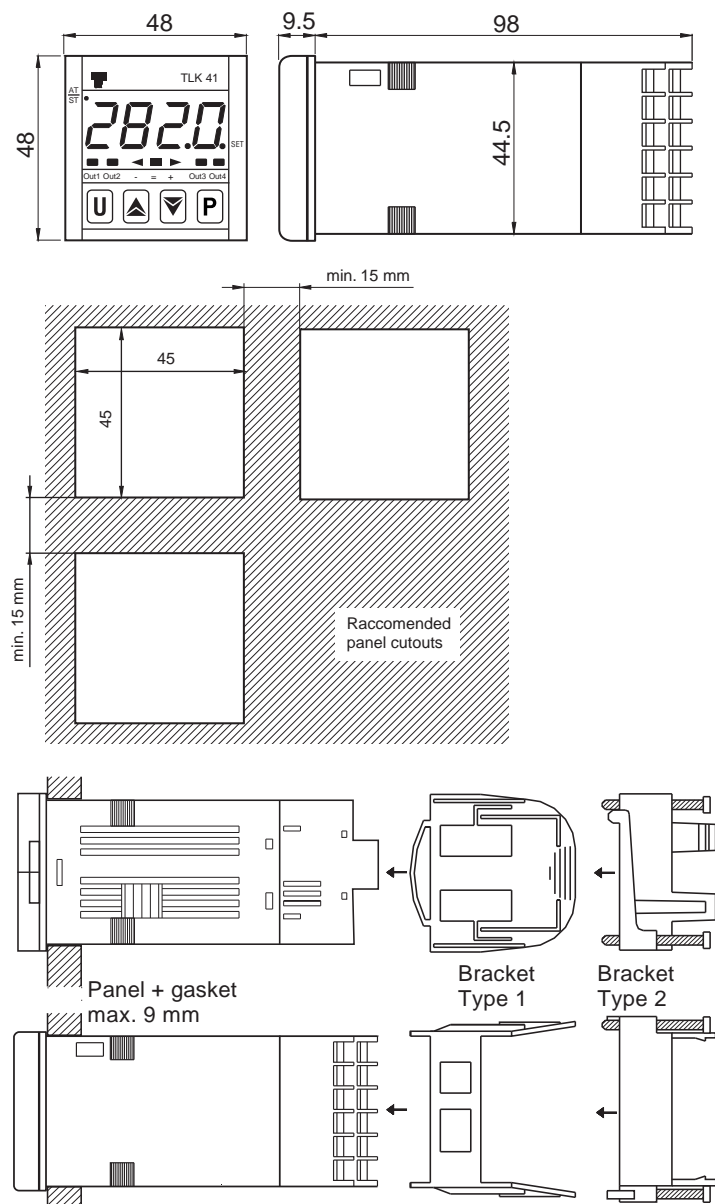 48
9.5
98
TLK 41
AT
ST
282.0.
SET
48
44.5
Out1 Out2 - = + Out3 Out4
U P
min. 15 mm
45
45
min. 15 mm
Raccomended
panel cutouts
Panel + gasket
max. 9 mm
Bracket
Type 1
Bracket
Type 2